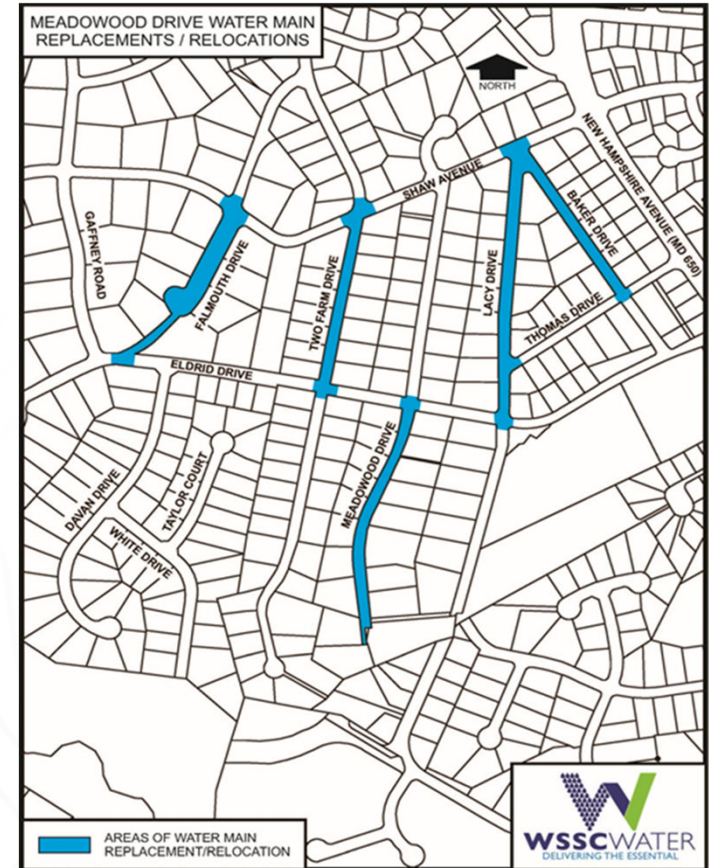 MEADOWOOD DRIVE WATER MAIN
REPLACEMENTS / RELOCATIONS
NORTH
NEW HAMPSHIRE AVENUE (MD 650)
SHAW AVENUE
BAKER DRIVE
GAFFNEY ROAD
FALMOUTH DRIVE
TWO FARM DRIVE
LACY DRIVE
THOMAS DRIVE
ELDRID DRIVE
MEADOWOOD DRIVE
DAVAN DRIVE
TAYLOR COURT
WHITE DRIVE
AREAS OF WATER MAIN
REPLACEMENT/RELOCATION
WSSCWATER
DELIVERING THE ESSENTIAL